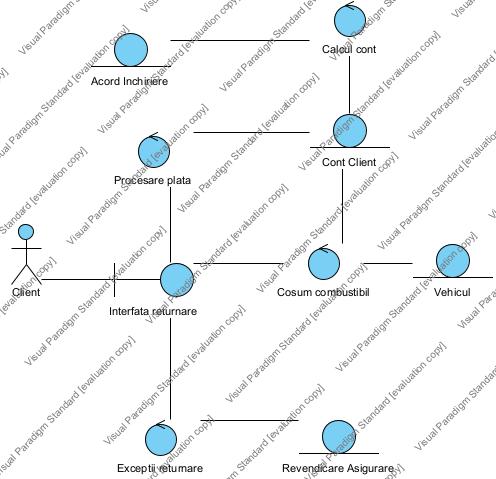 Calcul cont
Acord Inchiriere
Cont Client
Procesare plata
Client
Interfata returnare
Cosum combustibil
Vehicul
Exceptii returnare
Revendicare Asigurare
Visual Paradigm Standard [evaluation copy]